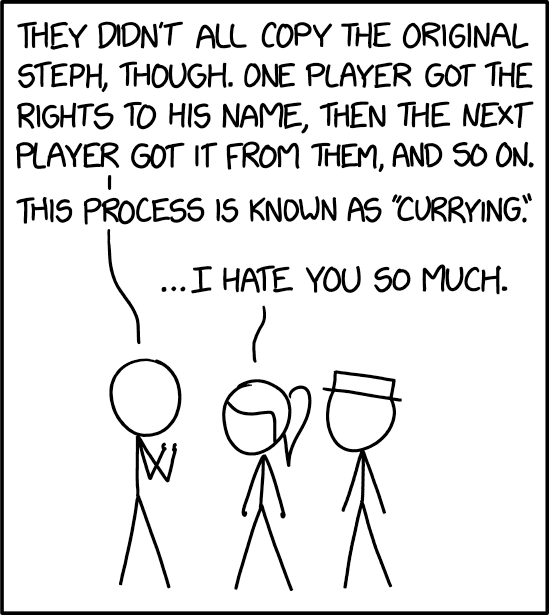 THEY DIDN'T ALL COPY THE ORIGINAL
STEPH, THOUGH. ONE PLAYER GOT THE
RIGHTS TO HIS NAME, THEN THE NEXT
PLAYER GOT IT FROM THEM, AND SO ON.
THIS PROCESS IS KNOWN AS "CURRYING."
...I HATE YOU SO MUCH.